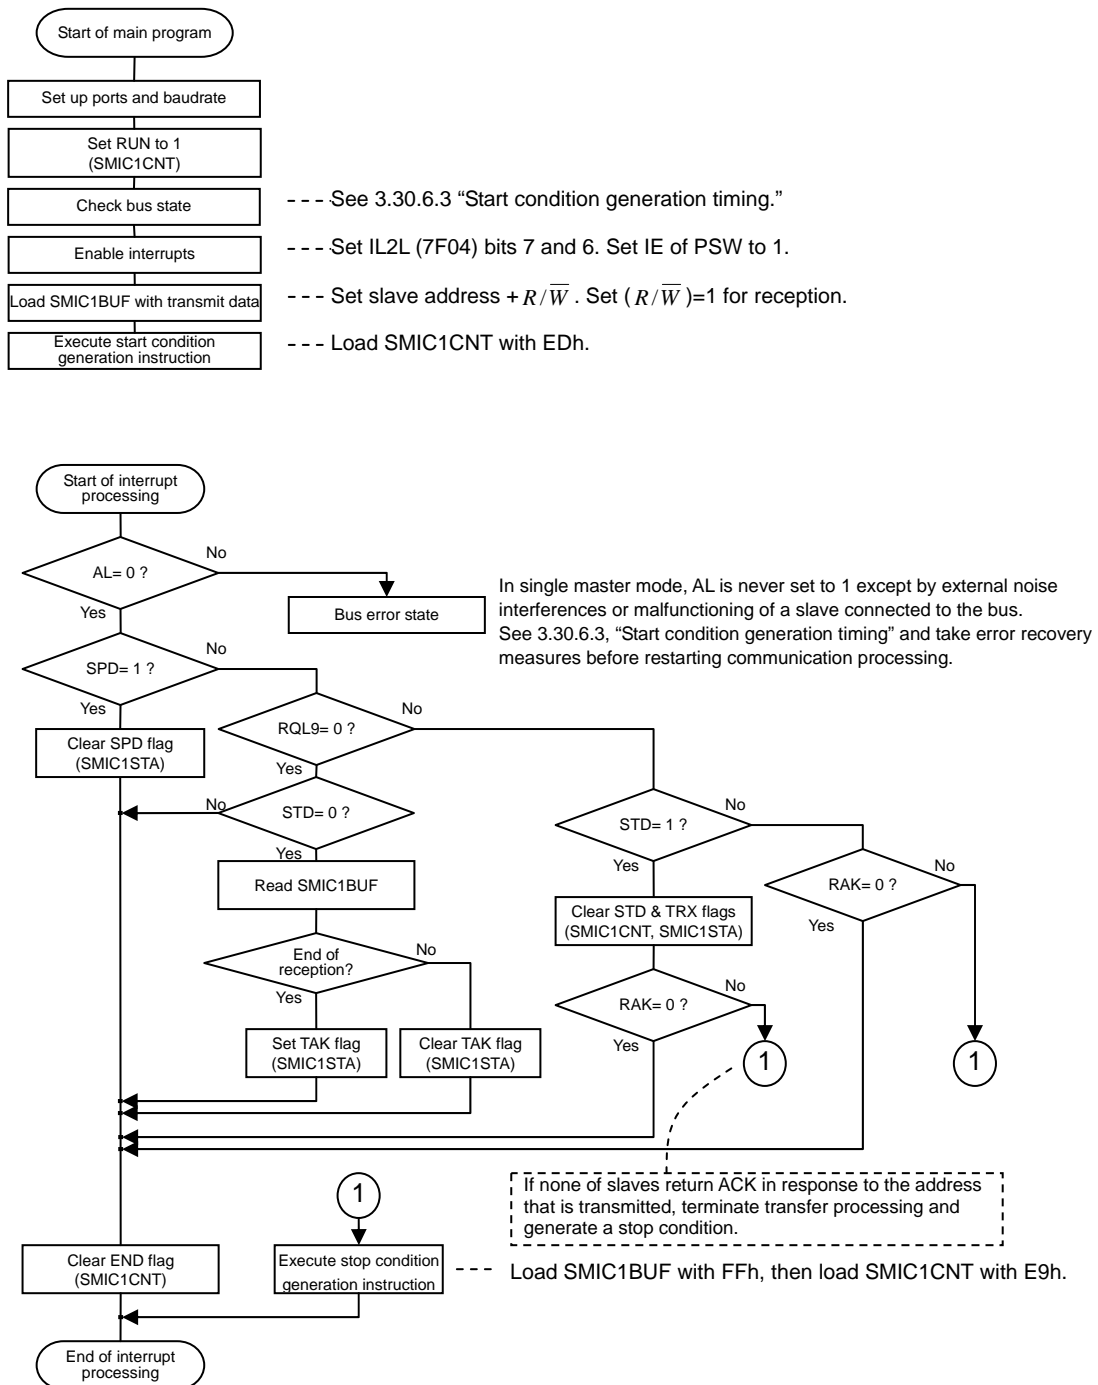 Start of main program
Set up ports and baudrate
Set RUN to 1
(SMIC1CNT)
Check bus state
See 3.30.6.3 “Start condition generation timing.”
Enable interrupts
Set IL2L (7F04) bits 7 and 6. Set IE of PSW to 1.
Load SMIC1BUF with transmit data
Set slave address + R/W̅ . Set ( R/W̅ )=1 for reception.
Execute start condition
generation instruction
Load SMIC1CNT with EDh.
Start of interrupt
processing
AL= 0 ?
No
Yes
Bus error state
In single master mode, AL is never set to 1 except by external noise
interferences or malfunctioning of a slave connected to the bus.
See 3.30.6.3, “Start condition generation timing” and take error recovery
measures before restarting communication processing.
SPD= 1 ?
No
Yes
Clear SPD flag
(SMIC1STA)
RQL9= 0 ?
No
Yes
STD= 0 ?
No
Yes
Read SMIC1BUF
End of
reception?
No
Yes
Set TAK flag
(SMIC1STA)
Clear TAK flag
(SMIC1STA)
STD= 1 ?
No
Yes
Clear STD & TRX flags
(SMIC1CNT, SMIC1STA)
RAK= 0 ?
No
Yes
1
RAK= 0 ?
No
Yes
1
If none of slaves return ACK in response to the address
that is transmitted, terminate transfer processing and
generate a stop condition.
1
Clear END flag
(SMIC1CNT)
Execute stop condition
generation instruction
Load SMIC1BUF with FFh, then load SMIC1CNT with E9h.
End of interrupt
processing